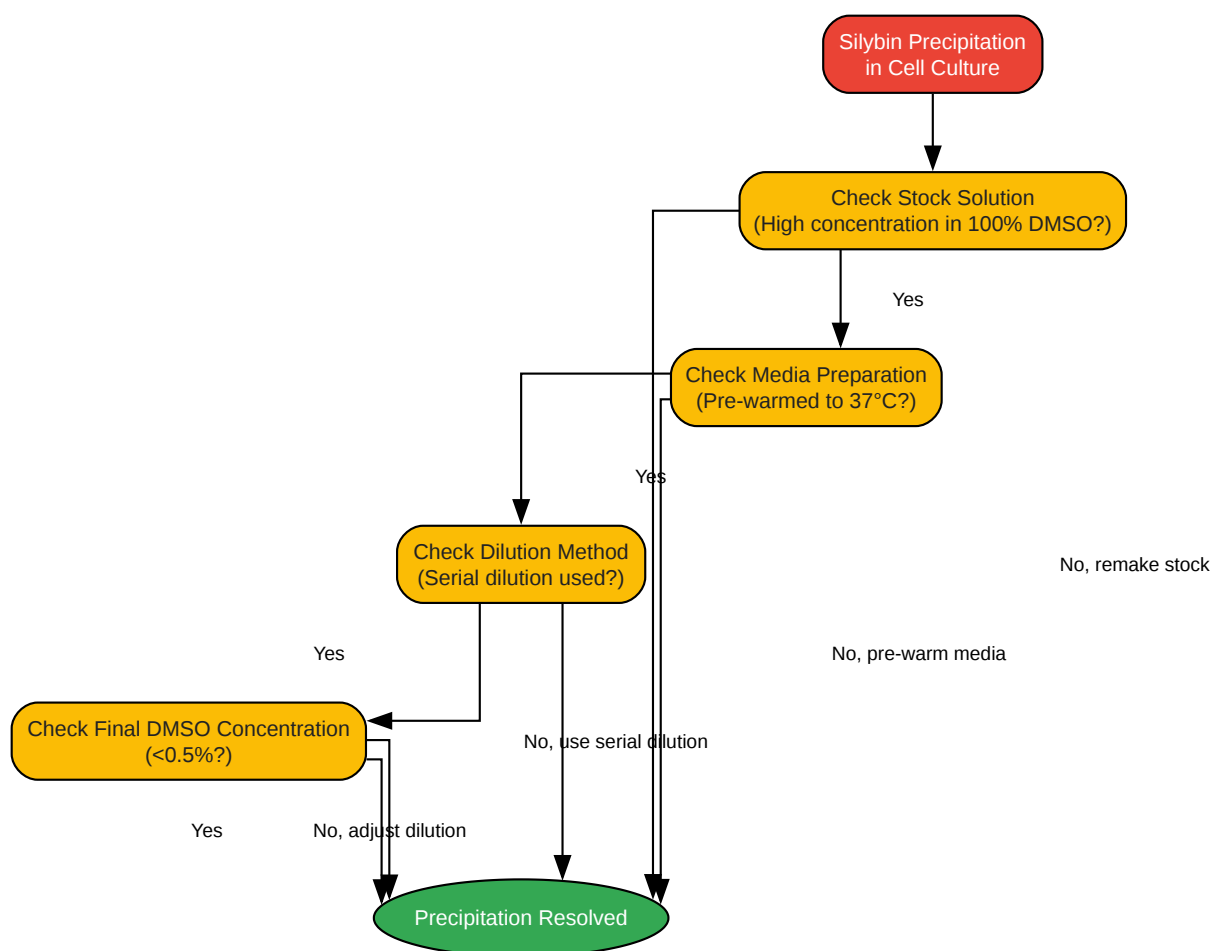 Silybin Precipitation
in Cell Culture
Check Stock Solution
(High concentration in 100% DMSO?)
Yes
Check Media Preparation
(Pre-warmed to 37°C?)
Yes
Check Dilution Method
(Serial dilution used?)
No, remake stock
Yes
No, pre-warm media
Check Final DMSO Concentration
(<0.5%?)
No, use serial dilution
Yes
No, adjust dilution
Precipitation Resolved